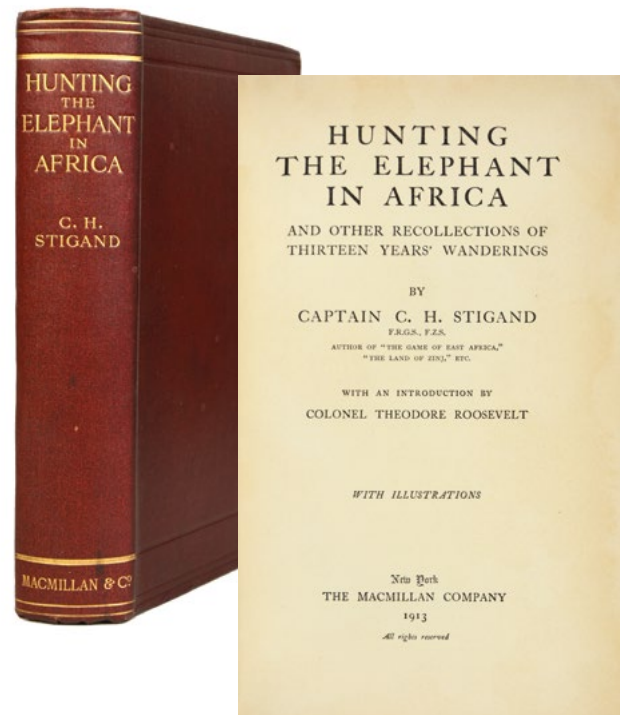 HUNTING
THE
ELEPHANT
IN
AFRICA
C. H.
STIGAND
MACMILLAN & Co
HUNTING
THE ELEPHANT
IN AFRICA
AND OTHER RECOLLECTIONS OF
THIRTEEN YEARS' WANDERINGS
BY
CAPTAIN C. H. STIGAND
F.R.G.S., F.Z.S.
AUTHOR OF "THE GAME OF EAST AFRICA,"
"THE LAND OF ZINJ," ETC.
WITH AN INTRODUCTION BY
COLONEL THEODORE ROOSEVELT
WITH ILLUSTRATIONS
New York
THE MACMILLAN COMPANY
1913
All rights reserved